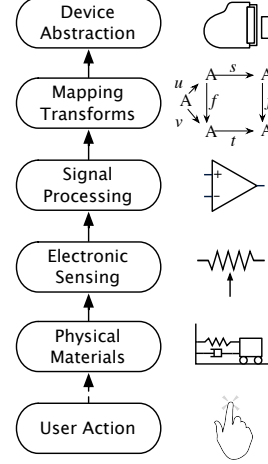 Device
Abstraction
Mapping
Transforms
s
u
A
A
A
f
v
A
A
t
Signal
Processing
+
−
Electronic
Sensing
Physical
Materials
User Action